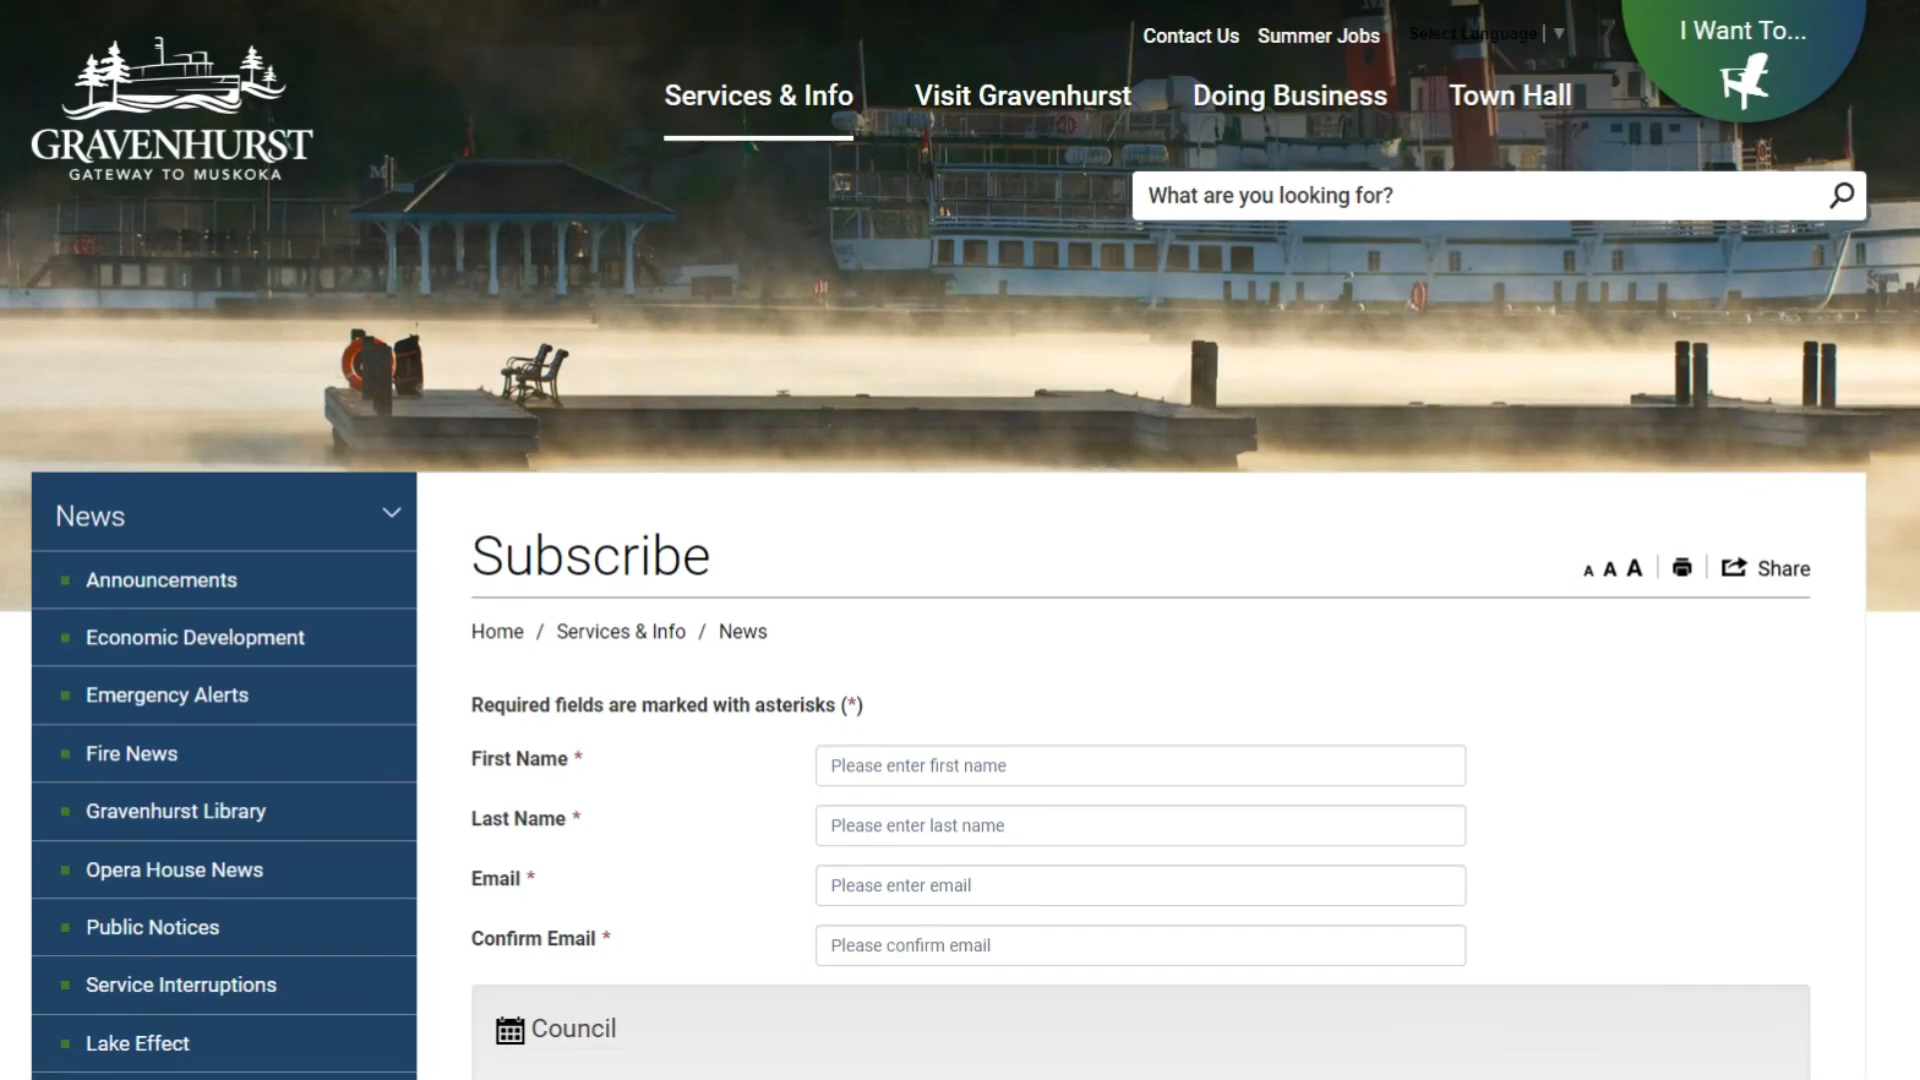 Contact Us Summer Jobs Select Language ▼
I Want To...
GRAVENHURST
GATEWAY TO MUSKOKA
Services & Info Visit Gravenhurst Doing Business Town Hall
What are you looking for?
News
Announcements
Economic Development
Emergency Alerts
Fire News
Gravenhurst Library
Opera House News
Public Notices
Service Interruptions
Lake Effect
Subscribe
A A A Share
Home / Services & Info / News
Required fields are marked with asterisks (*)
First Name * Please enter first name
Last Name * Please enter last name
Email * Please enter email
Confirm Email * Please confirm email
Council